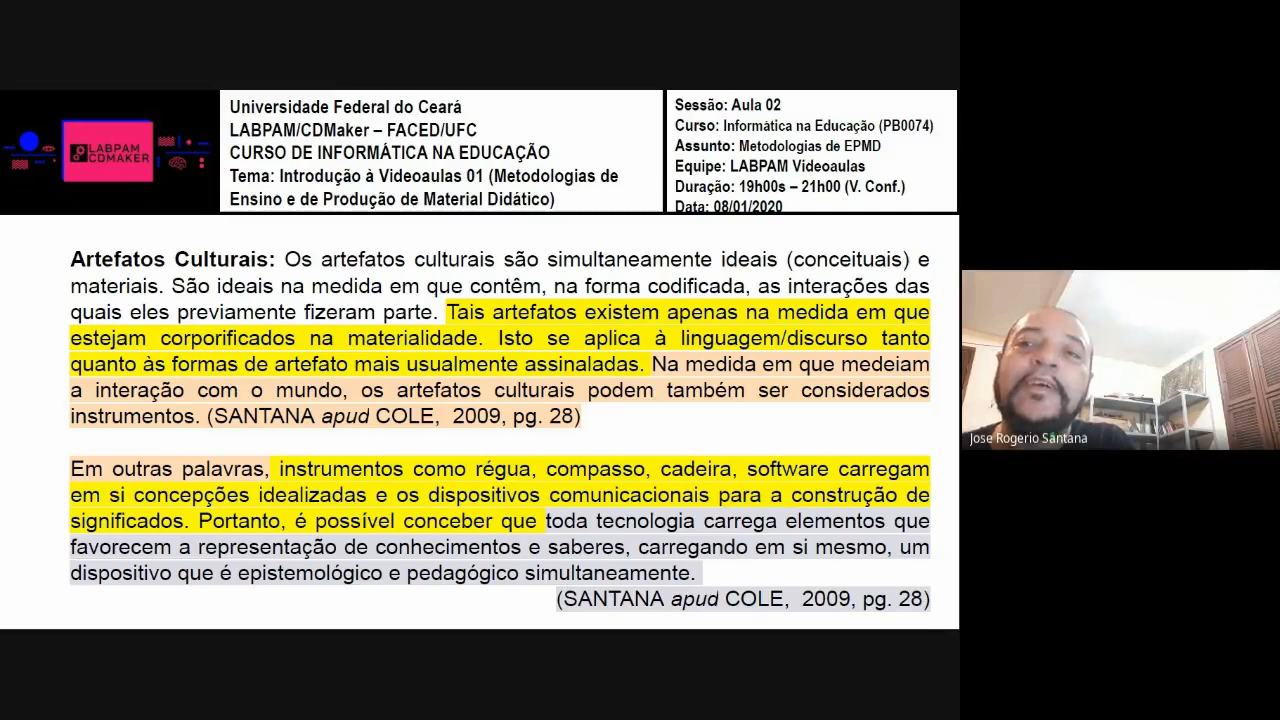 LABPAM
CDMAKER
Universidade Federal do Ceará
LABPAM/CDMaker – FACED/UFC
CURSO DE INFORMÁTICA NA EDUCAÇÃO
Tema: Introdução à Videoaulas 01 (Metodologias de
Ensino e de Produção de Material Didático)
Sessão: Aula 02
Curso: Informática na Educação (PB0074)
Assunto: Metodologias de EPMD
Equipe: LABPAM Videoaulas
Duração: 19h00s – 21h00 (V. Conf.)
Data: 08/01/2020
Artefatos Culturais: Os artefatos culturais são simultaneamente ideais (conceituais) e
materiais. São ideais na medida em que contêm, na forma codificada, as interações das
quais eles previamente fizeram parte. Tais artefatos existem apenas na medida em que
estejam corporificados na materialidade. Isto se aplica à linguagem/discurso tanto
quanto às formas de artefato mais usualmente assinaladas. Na medida em que medeiam
a interação com o mundo, os artefatos culturais podem também ser considerados
instrumentos. (SANTANA apud COLE, 2009, pg. 28)
Em outras palavras, instrumentos como régua, compasso, cadeira, software carregam
em si concepções idealizadas e os dispositivos comunicacionais para a construção de
significados. Portanto, é possível conceber que toda tecnologia carrega elementos que
favorecem a representação de conhecimentos e saberes, carregando em si mesmo, um
dispositivo que é epistemológico e pedagógico simultaneamente.
(SANTANA apud COLE, 2009, pg. 28)
Jose Rogerio Santana